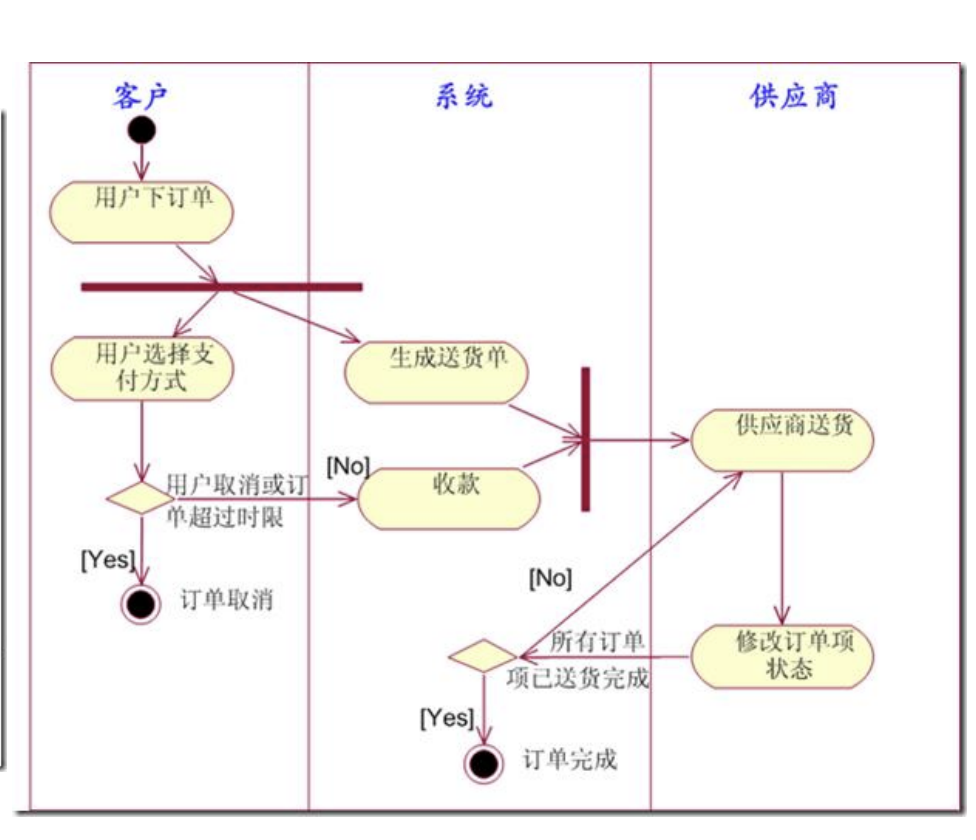 客户
系统
供应商
用户下订单
用户选择支
付方式
生成送货单
供应商送货
[No]
用户取消或订
单超过时限
收款
[Yes]
订单取消
[No]
所有订单
项已送货完成
修改订单项
状态
[Yes]
订单完成